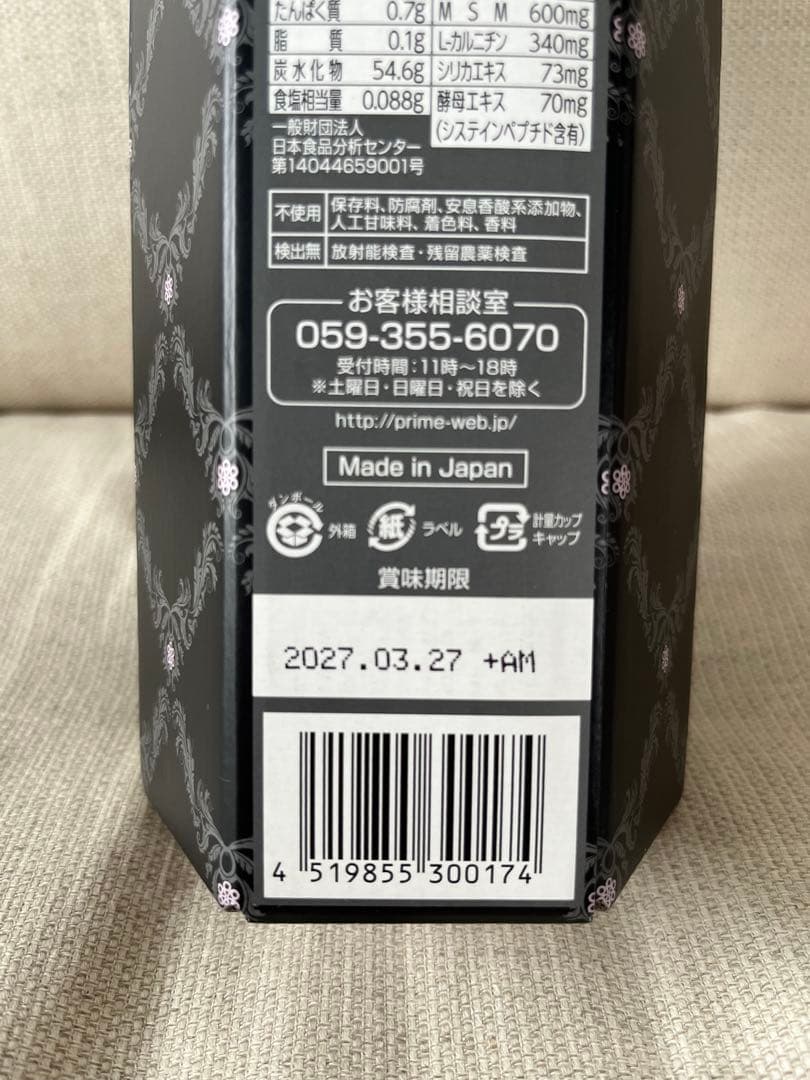 たんぱく質 0.7g M S M 600mg
脂 質 0.1g L-カルニチン 340mg
炭水化物 54.6g シリカエキス 73mg
食塩相当量 0.088g 酵母エキス 70mg
(システインペプチド含有)
一般財団法人
日本食品分析センター
第14044659001号
不使用 保存料、防腐剤、安息香酸系添加物、
人工甘味料、着色料、香料
検出無 放射能検査・残留農薬検査
お客様相談室
059-355-6070
受付時間:11時〜18時
※土曜日・日曜日・祝日を除く
http://prime-web.jp/
Made in Japan
ダンボール 外箱 紙 ラベル プラ 計量カップ
キャップ
賞味期限
2027.03.27 +AM
4 519855 300174